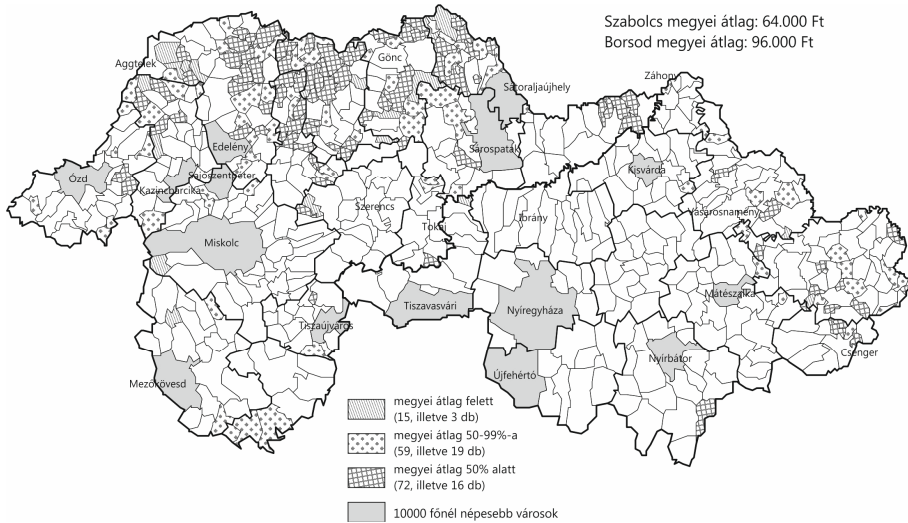 Szabolcs megyei átlag: 64.000 Ft
Borsod megyei átlag: 96.000 Ft
Gönc
Aggtelek
Záhony
Sátoraljaújhely
Edelény
Sárospatak
Kisvárda
Ózd
Sajószentpéter
Kazincbarcika
Szerencs
Vásárosnamény
Ibrány
Tokaj
Miskolc
Mátészalka
Tiszavasvári
Nyíregyháza
Tiszaújváros
Csenger
Nyírbátor
Újfehértó
Mezőkövesd
megyei átlag felett
(15, illetve 3 db)
megyei átlag 50-99%-a
(59, illetve 19 db)
megyei átlag 50% alatt
(72, illetve 16 db)
10000 főnél népesebb városok